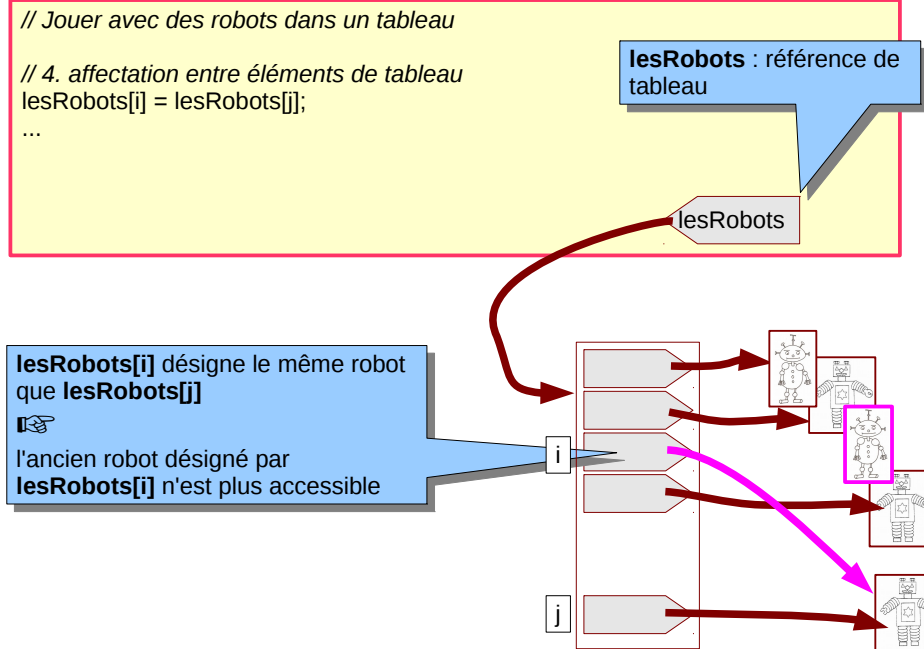 // Jouer avec des robots dans un tableau
// 4. affectation entre éléments de tableau
lesRobots[i] = lesRobots[j];
...
lesRobots : référence de
tableau
lesRobots
lesRobots[i] désigne le même robot
que lesRobots[j]
☞
l'ancien robot désigné par
lesRobots[i] n'est plus accessible
i
j